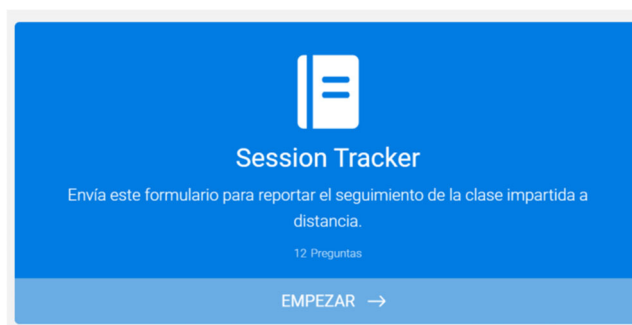 Session Tracker
Envía este formulario para reportar el seguimiento de la clase impartida a
distancia.
12 Preguntas
EMPEZAR →